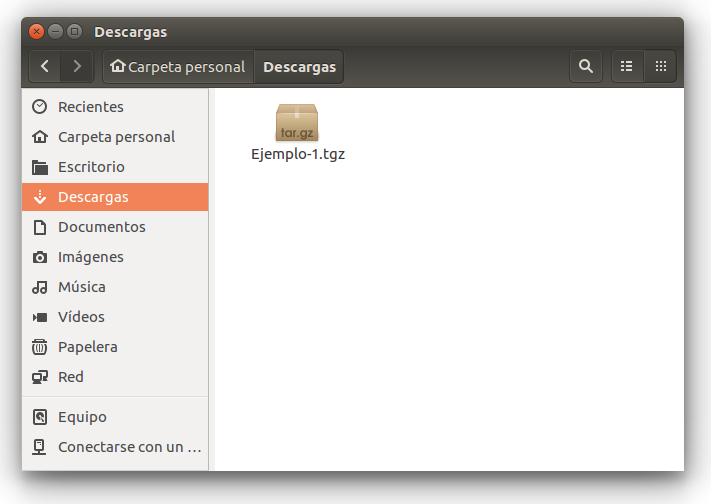 Descargas
Carpeta personal Descargas
Recientes
Carpeta personal
Escritorio
Descargas
Documentos
Imágenes
Música
Vídeos
Papelera
Red
Equipo
Conectarse con un ...
tar.gz
Ejemplo-1.tgz